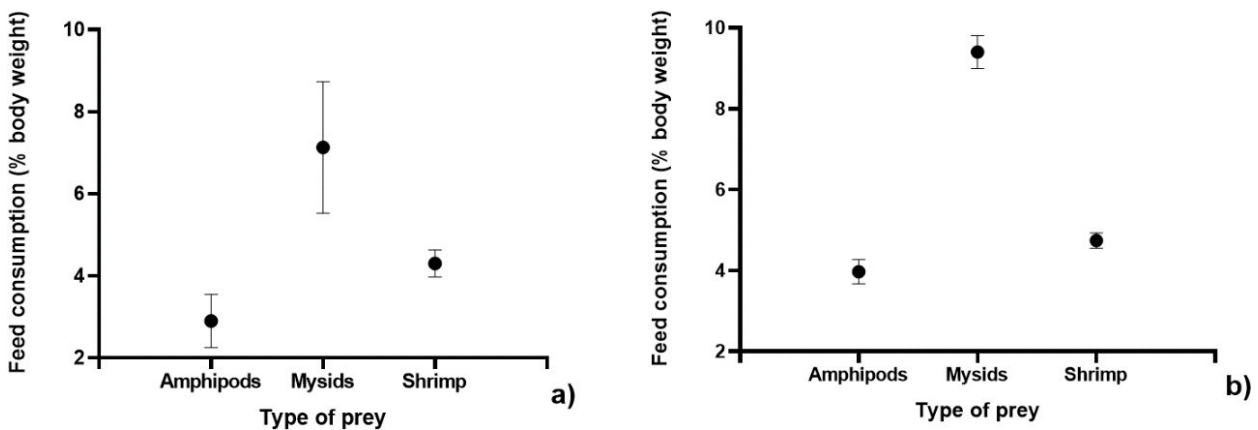 Feed consumption (% body weight)
10
8
6
4
2
Amphipods Mysids Shrimp
Type of prey
a)
Feed consumption (% body weight)
10
8
6
4
2
Amphipods Mysids Shrimp
Type of prey
b)